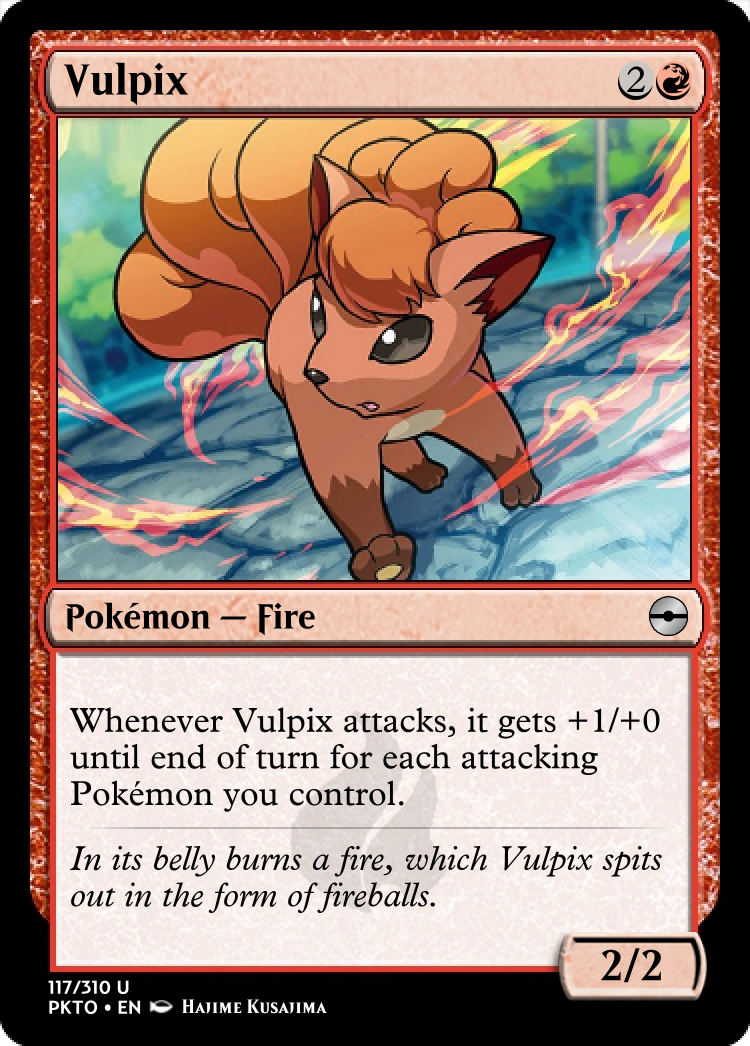 Vulpix 2
Pokémon — Fire
Whenever Vulpix attacks, it gets +1/+0
until end of turn for each attacking
Pokémon you control.
In its belly burns a fire, which Vulpix spits
out in the form of fireballs.
2/2
117/310 U
PKTO • EN Hajime Kusajima